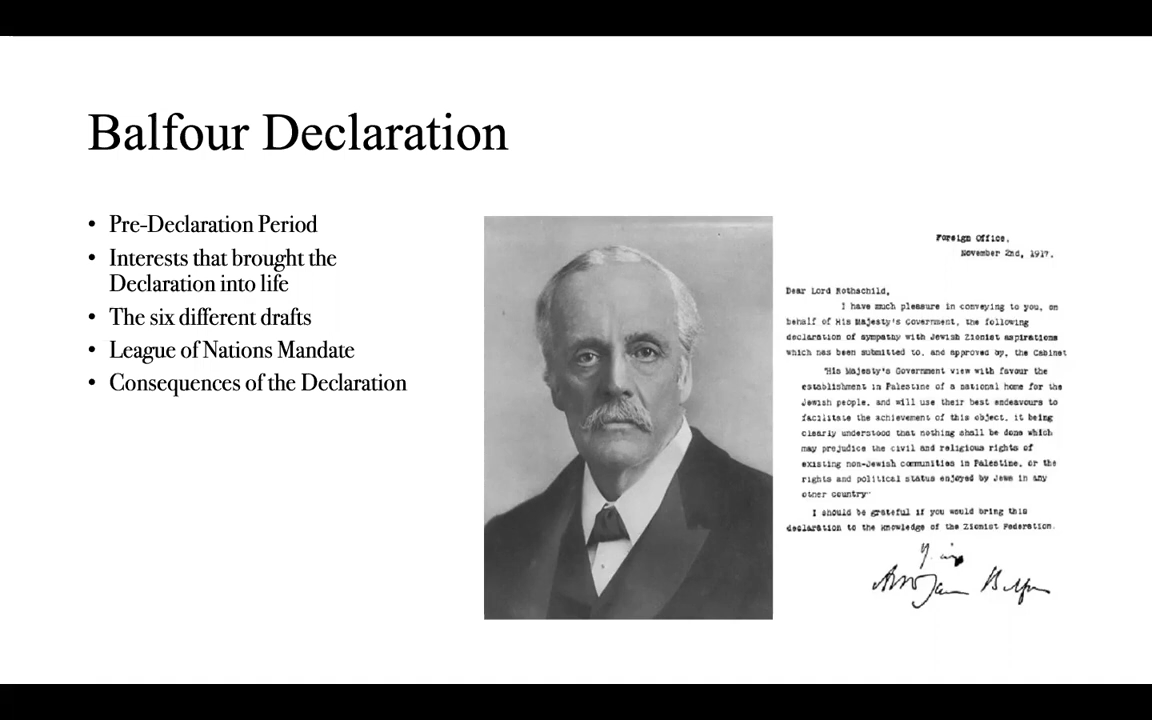 Balfour Declaration
• Pre-Declaration Period
• Interests that brought the
Declaration into life
• The six different drafts
• League of Nations Mandate
• Consequences of the Declaration
Foreign Office,
November 2nd, 1917.
Dear Lord Rothschild,
I have much pleasure in conveying to you, on
behalf of His Majesty's Government, the following
declaration of sympathy with Jewish Zionist aspirations
which has been submitted to, and approved by, the Cabinet
"His Majesty's Government view with favour the
establishment in Palestine of a national home for the
Jewish people, and will use their best endeavours to
facilitate the achievement of this object, it being
clearly understood that nothing shall be done which
may prejudice the civil and religious rights of
existing non-Jewish communities in Palestine, or the
rights and political status enjoyed by Jews in any
other country"
I should be grateful if you would bring this
declaration to the knowledge of the Zionist Federation.